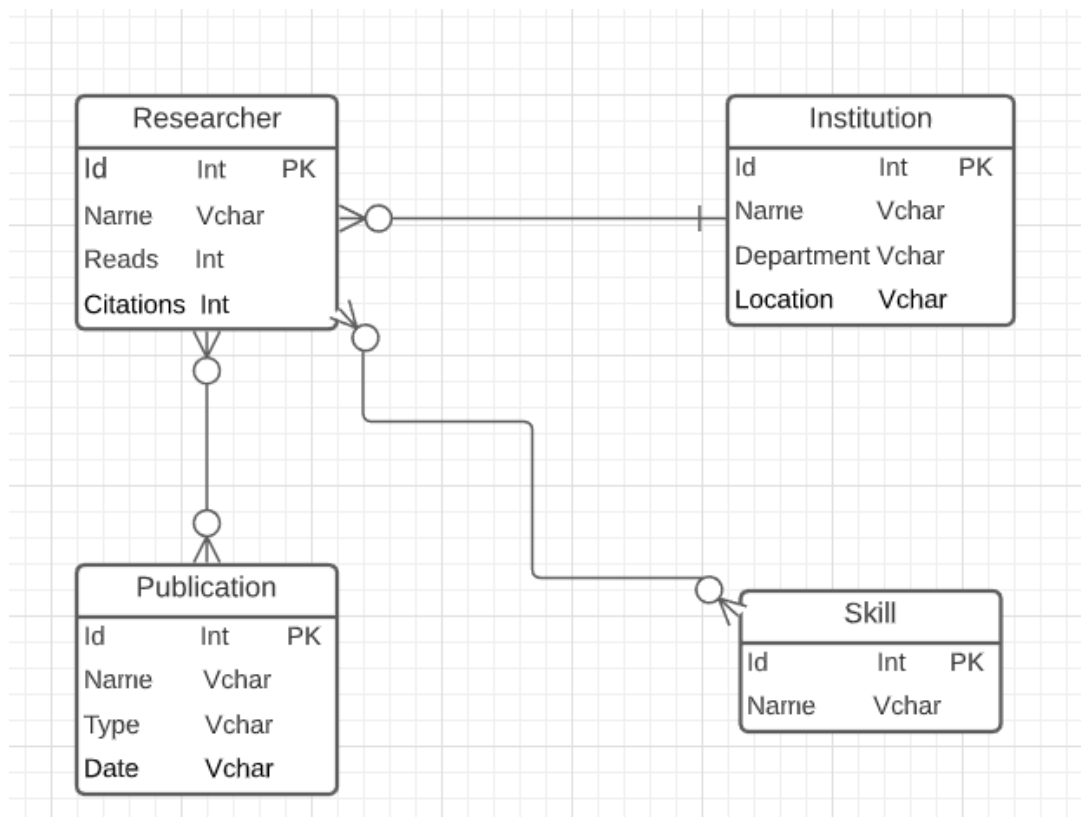 Researcher
Id Int PK
Name Vchar
Reads Int
Citations Int
Institution
Id Int PK
Name Vchar
Department Vchar
Location Vchar
Publication
Id Int PK
Name Vchar
Type Vchar
Date Vchar
Skill
Id Int PK
Name Vchar